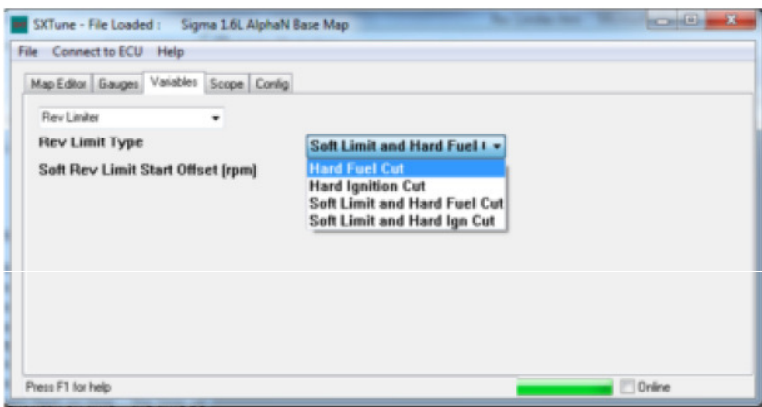 SXTune - File Loaded : Sigma 1.6L AlphaN Base Map
File Connect to ECU Help
Map Editor Gauges Variables Scope Config
Rev Limiter
Rev Limit Type
Soft Limit and Hard Fuel
Soft Rev Limit Start Offset (rpm)
Hard Fuel Cut
Hard Ignition Cut
Soft Limit and Hard Fuel Cut
Soft Limit and Hard Ign Cut
Press F1 for help
Online